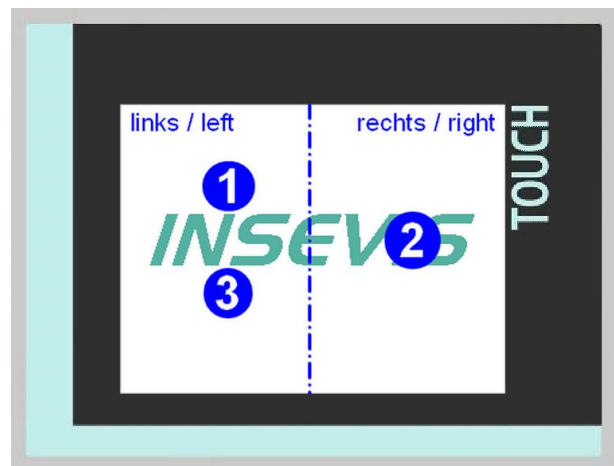 links / left
rechts / right
TOUCH
1
INSEVIS
2
3